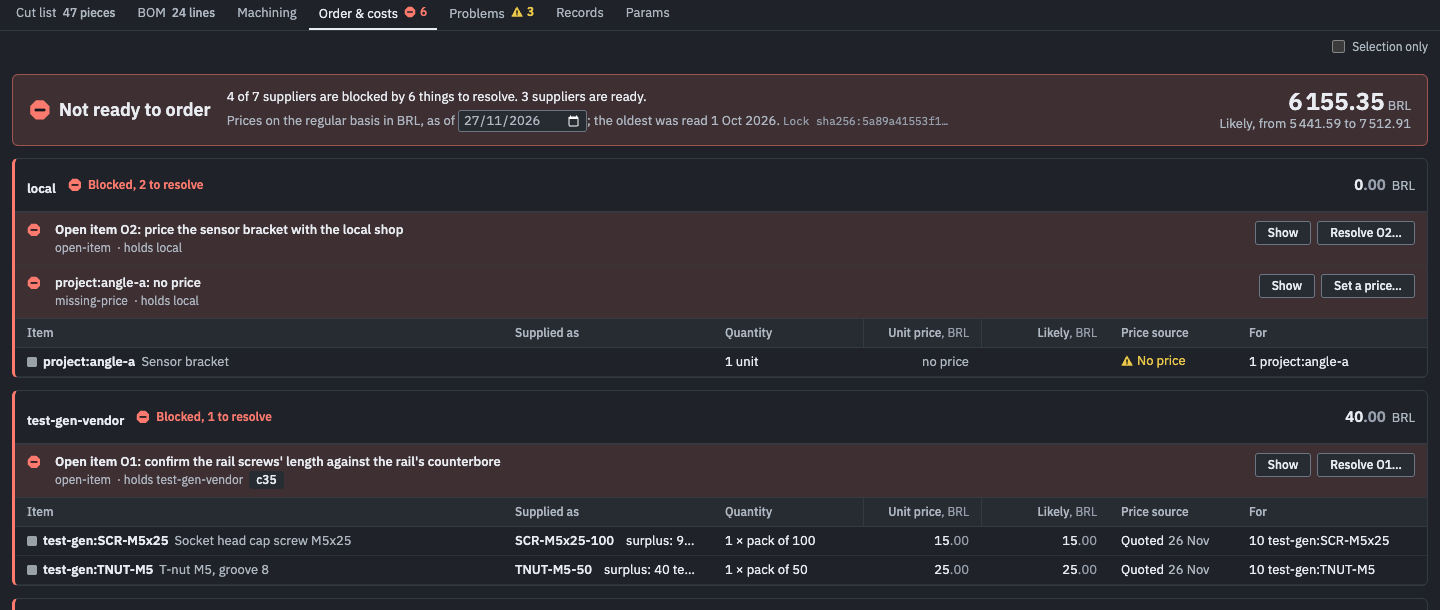 Cut list 47 pieces BOM 24 lines Machining Order & costs 6 Problems 3 Records Params
Selection only
Not ready to order
4 of 7 suppliers are blocked by 6 things to resolve. 3 suppliers are ready.
Prices on the regular basis in BRL, as of 27/11/2026; the oldest was read 1 Oct 2026. Lock sha256:5a89a41553f1…
6 155.35 BRL
Likely, from 5 441.59 to 7 512.91
local Blocked, 2 to resolve 0.00 BRL
Open item O2: price the sensor bracket with the local shop
open-item · holds local
Show Resolve O2…
project:angle-a: no price
missing-price · holds local
Show Set a price…
Item Supplied as Quantity Unit price, BRL Likely, BRL Price source For
project:angle-a Sensor bracket 1 unit no price No price 1 project:angle-a
test-gen-vendor Blocked, 1 to resolve 40.00 BRL
Open item O1: confirm the rail screws' length against the rail's counterbore
open-item · holds test-gen-vendor c35
Show Resolve O1…
Item Supplied as Quantity Unit price, BRL Likely, BRL Price source For
test-gen:SCR-M5x25 Socket head cap screw M5x25 SCR-M5x25-100 surplus: 9… 1 × pack of 100 15.00 15.00 Quoted 26 Nov 10 test-gen:SCR-M5x25
test-gen:TNUT-M5 T-nut M5, groove 8 TNUT-M5-50 surplus: 40 te… 1 × pack of 50 25.00 25.00 Quoted 26 Nov 10 test-gen:TNUT-M5